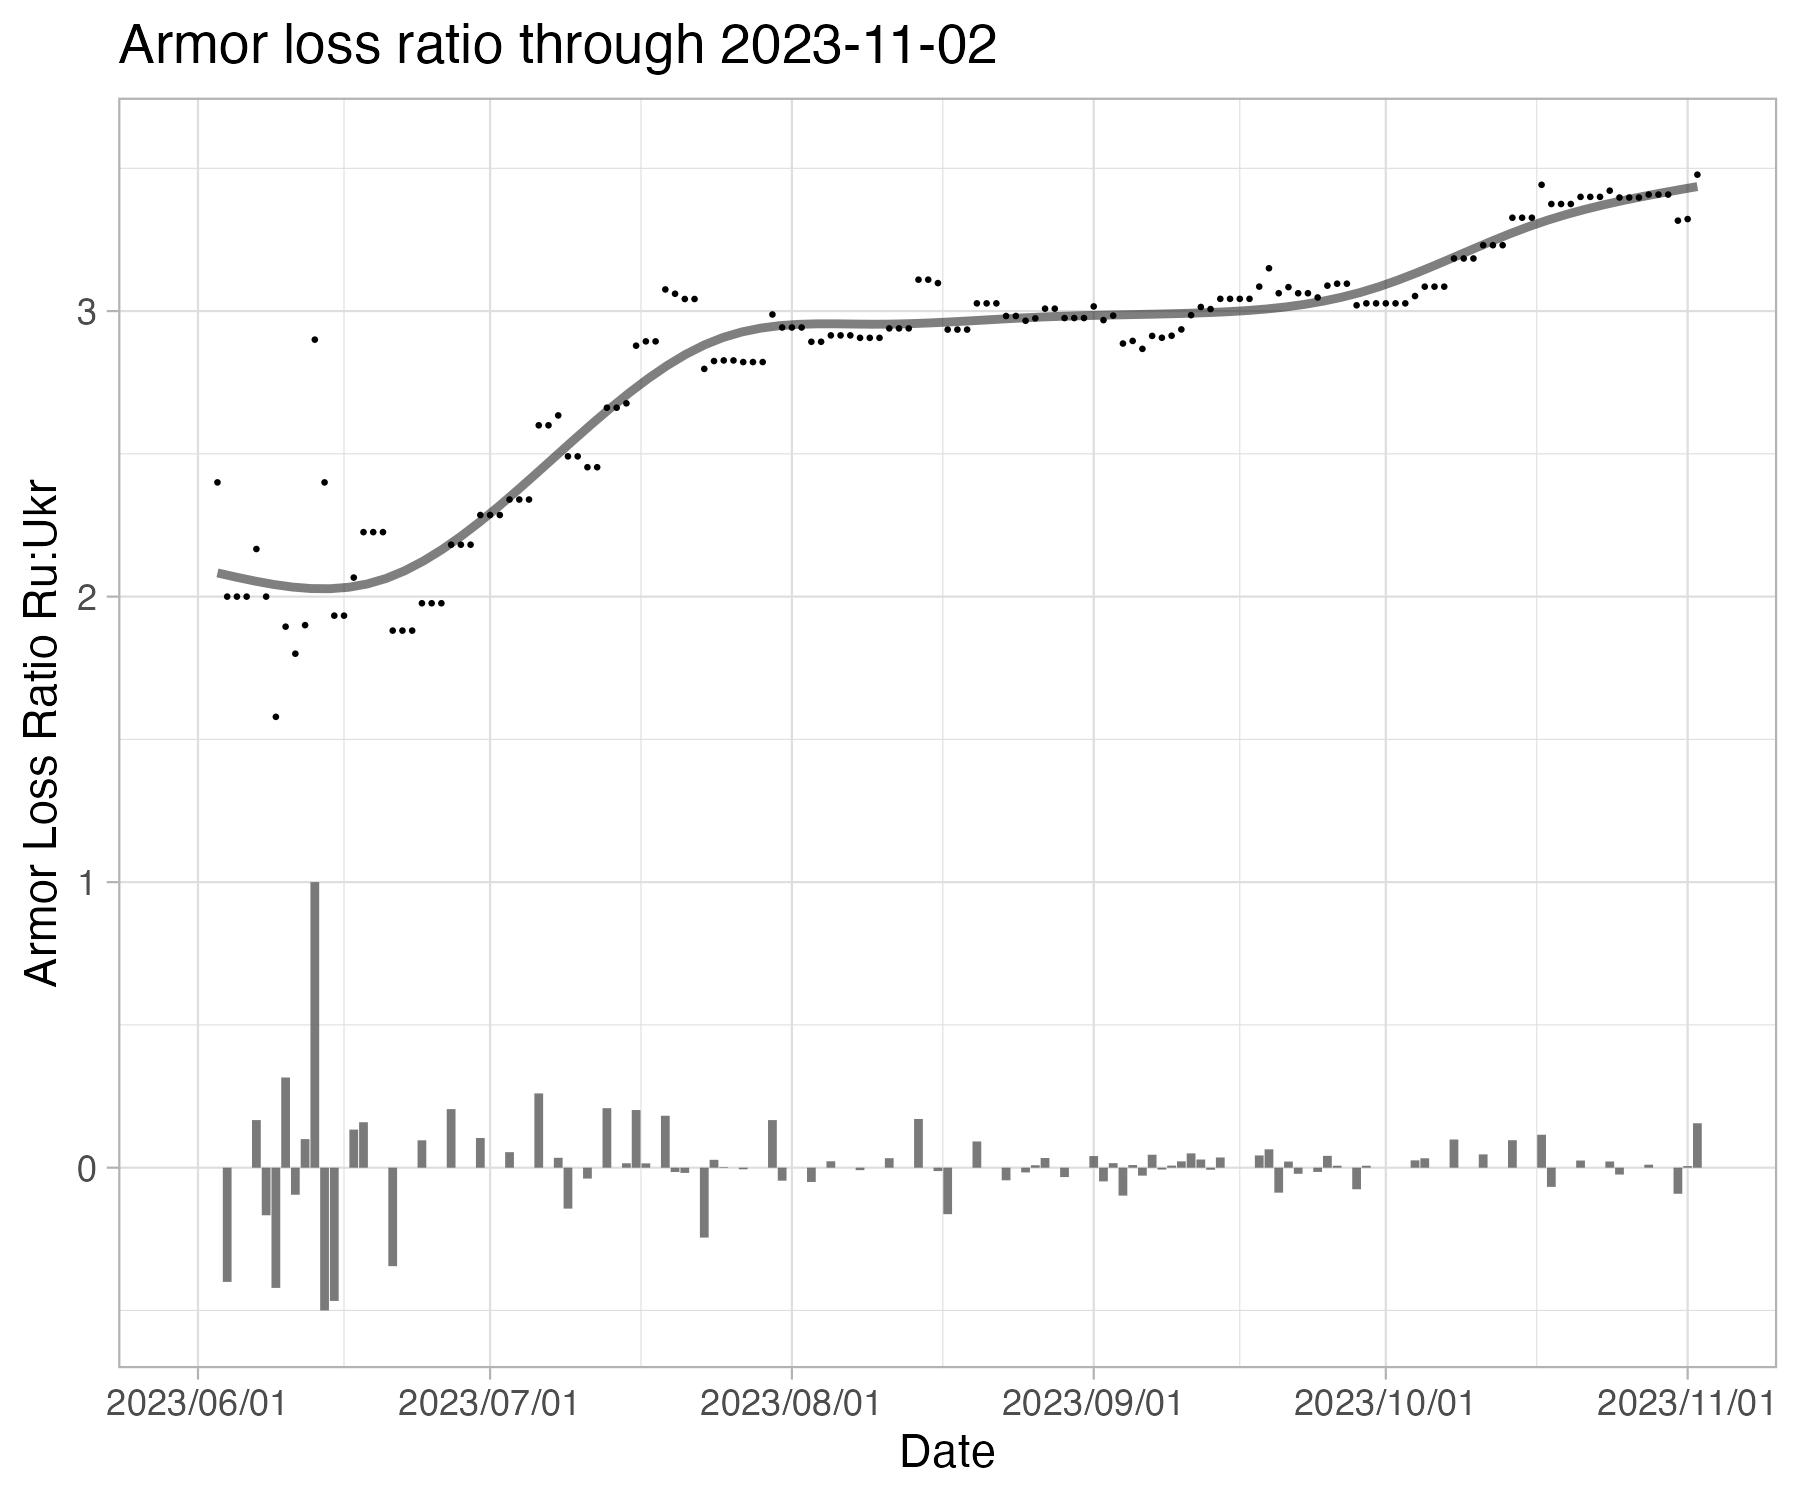 Armor loss ratio through 2023-11-02
Armor Loss Ratio Ru:Ukr
3
2
1
0
2023/06/01 2023/07/01 2023/08/01 2023/09/01 2023/10/01 2023/11/01
Date